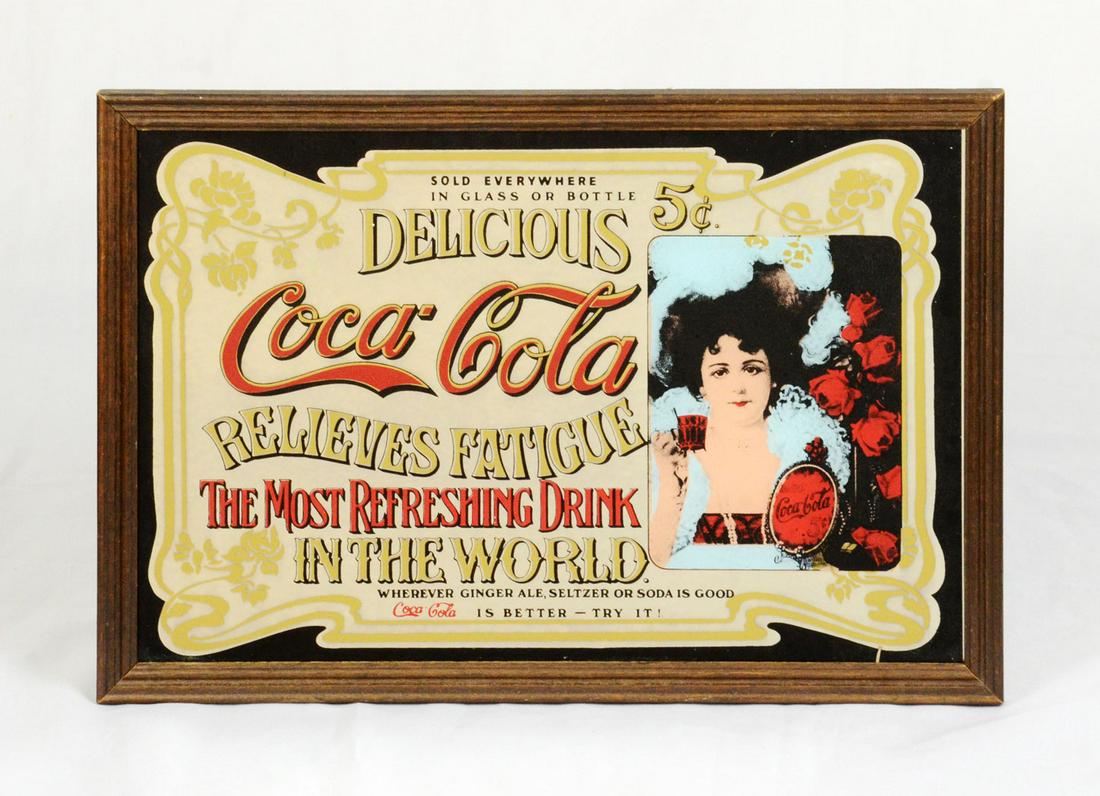 SOLD EVERYWHERE
IN GLASS OR BOTTLE
5¢.
DELICIOUS
Coca-Cola
RELIEVES FATIGUE
THE MOST REFRESHING DRINK
IN THE WORLD.
WHEREVER GINGER ALE, SELTZER OR SODA IS GOOD
Coca-Cola IS BETTER — TRY IT!
Coca-Cola